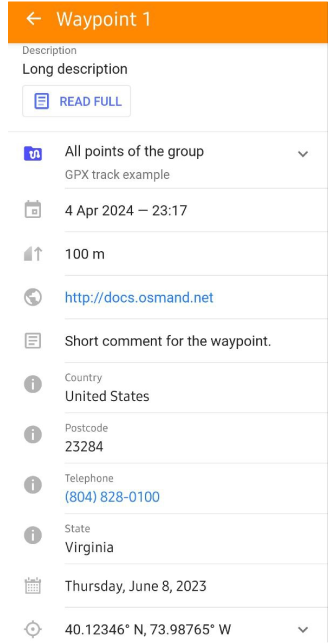 Waypoint 1
Description
Long description
READ FULL
All points of the group
GPX track example
4 Apr 2024 — 23:17
100 m
http://docs.osmand.net
Short comment for the waypoint.
Country
United States
Postcode
23284
Telephone
(804) 828-0100
State
Virginia
Thursday, June 8, 2023
40.12346° N, 73.98765° W